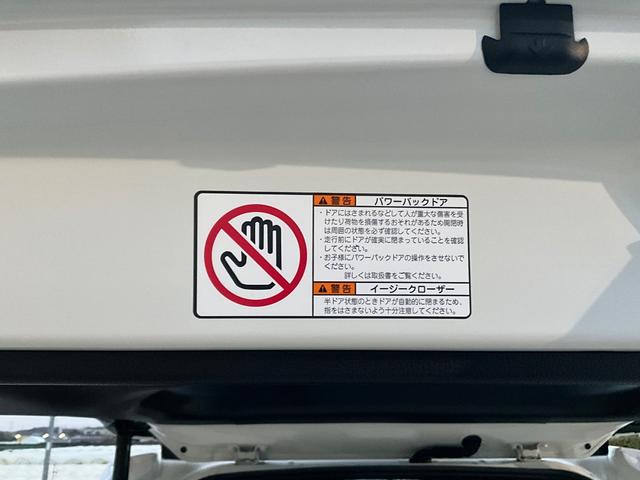 警告 パワーバックドア
・ドアにはさまれるなどして人が重大な傷害を受
けたり荷物を損傷するおそれがあるため開閉時
は周囲の状態を必ず確認してください。
・走行前にドアが確実に閉まっていることを確認
してください。
・お子様にパワーバックドアの操作をさせないで
ください。
詳しくは取扱書をご覧ください。
警告 イージークローザー
半ドア状態のときドアが自動的に閉まるため、
指をはさまないよう十分注意してください。